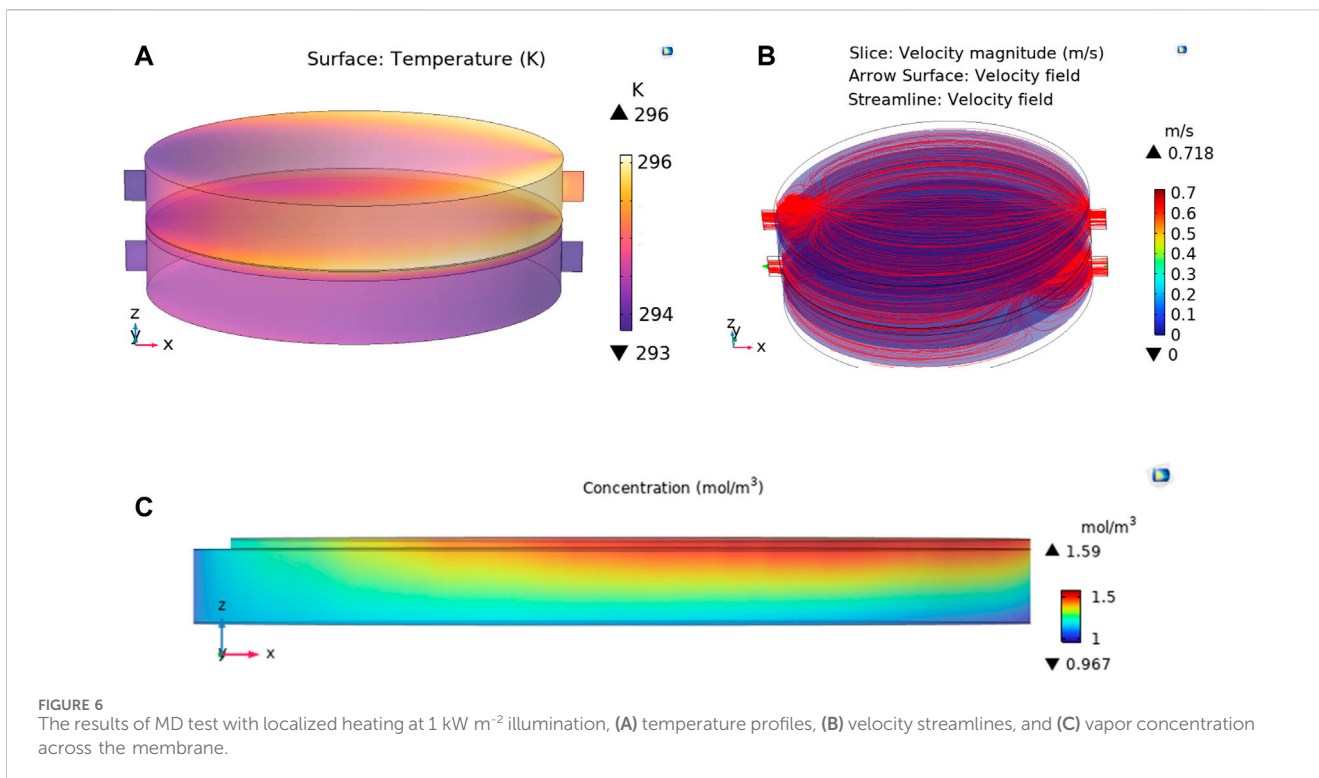 A
Surface: Temperature (K)
K
▲ 296
296
294
▼ 293
z
y
x
B
Slice: Velocity magnitude (m/s)
Arrow Surface: Velocity field
Streamline: Velocity field
m/s
▲ 0.718
0.7
0.6
0.5
0.4
0.3
0.2
0.1
0
▼ 0
z
y
x
C
Concentration (mol/m³)
mol/m³
▲ 1.59
1.5
1
▼ 0.967
z
y
x
FIGURE 6
The results of MD test with localized heating at 1 kW m⁻² illumination, (A) temperature profiles, (B) velocity streamlines, and (C) vapor concentration
across the membrane.